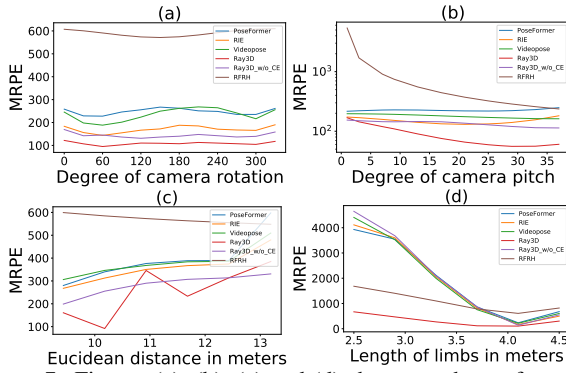 (a)
MRPE
600
500
400
300
200
100
0 60 120 180 240 300
Degree of camera rotation
PoseFormer
RIE
Videopose
Ray3D
Ray3D_w/o_CE
RFRH
(b)
MRPE
10³
10²
0 10 20 30
Degree of camera pitch
PoseFormer
RIE
Videopose
Ray3D
Ray3D_w/o_CE
RFRH
(c)
MRPE
600
500
400
300
200
100
10 11 12 13
Eucidean distance in meters
PoseFormer
RIE
Videopose
Ray3D
Ray3D_w/o_CE
RFRH
(d)
MRPE
4000
3000
2000
1000
0
2.5 3.0 3.5 4.0 4.5
Length of limbs in meters
PoseFormer
RIE
Videopose
Ray3D
Ray3D_w/o_CE
RFRH